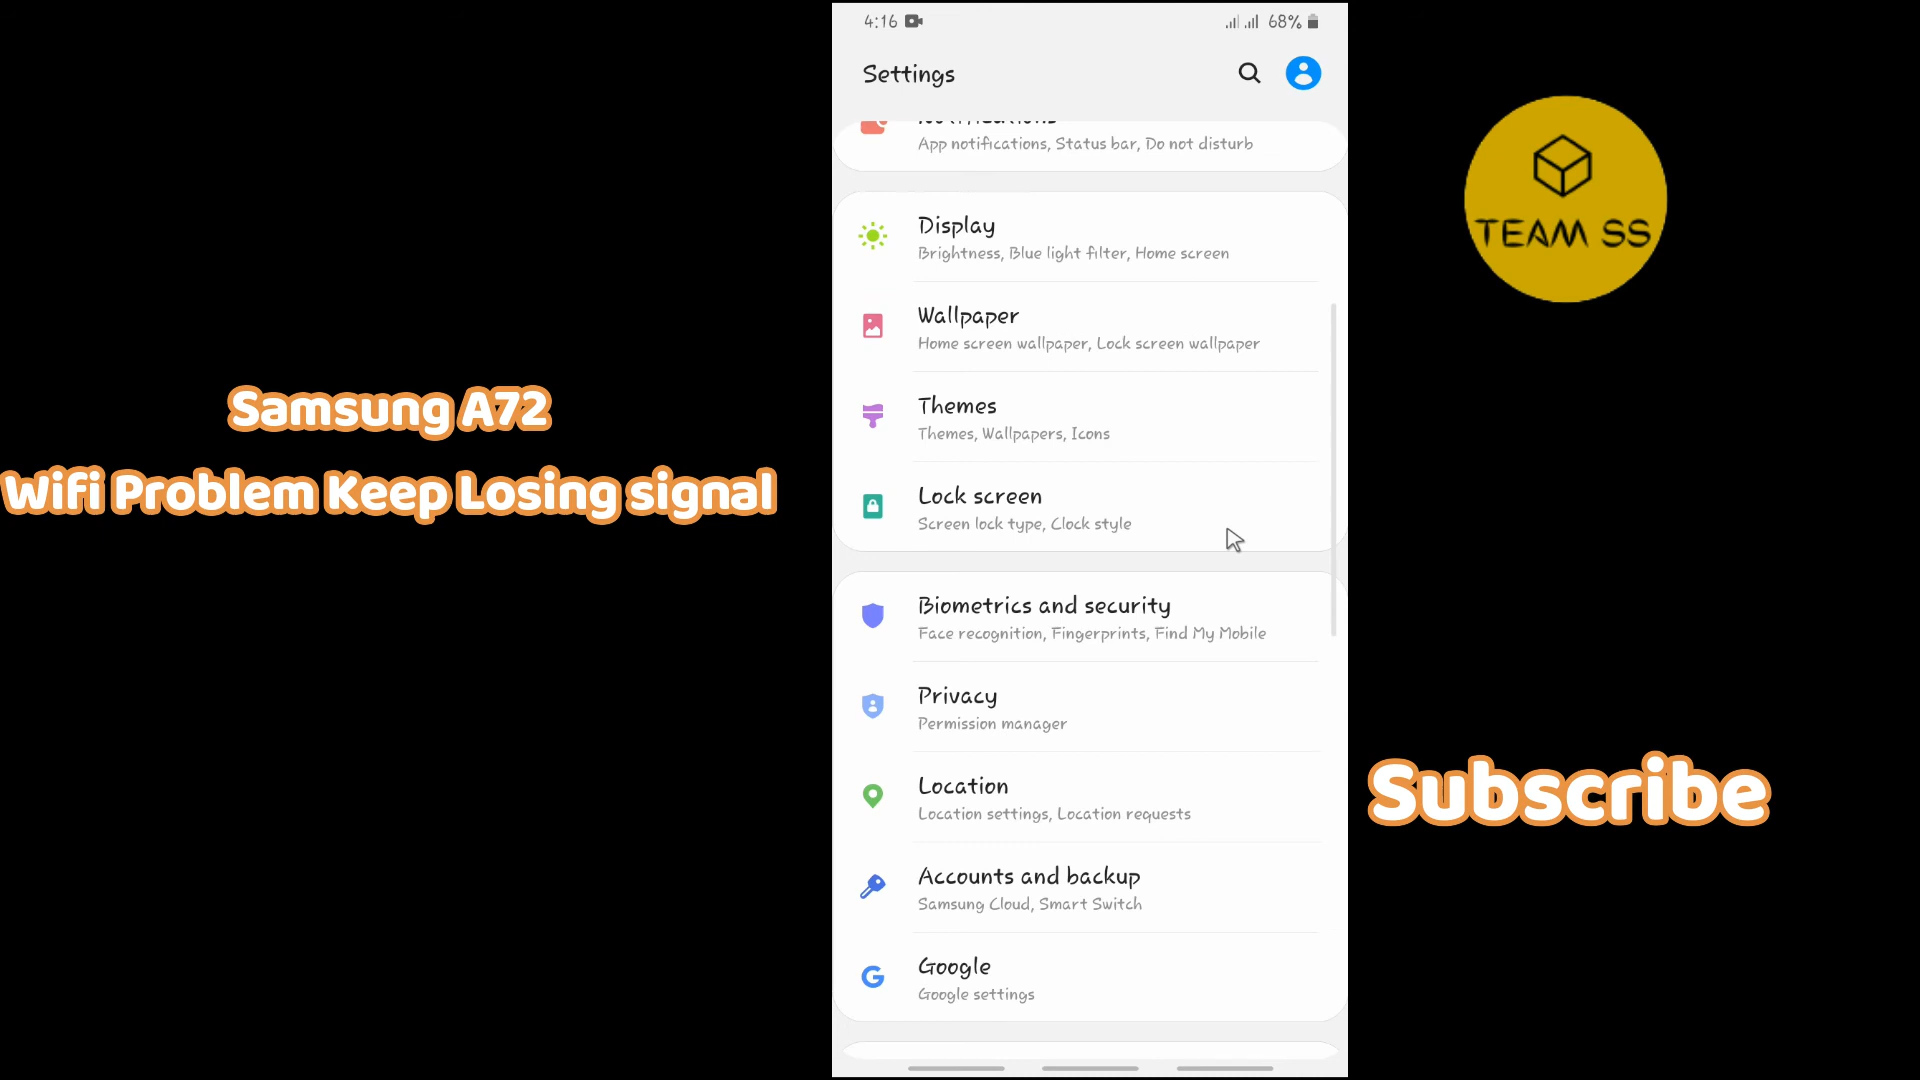 4:16
68%
Settings
Notifications
App notifications, Status bar, Do not disturb
Display
Brightness, Blue light filter, Home screen
Wallpaper
Home screen wallpaper, Lock screen wallpaper
Themes
Themes, Wallpapers, Icons
Lock screen
Screen lock type, Clock style
Biometrics and security
Face recognition, Fingerprints, Find My Mobile
Privacy
Permission manager
Location
Location settings, Location requests
Accounts and backup
Samsung Cloud, Smart Switch
Google
Google settings
Samsung A72
Wifi Problem Keep Losing signal
TEAM SS
Subscribe